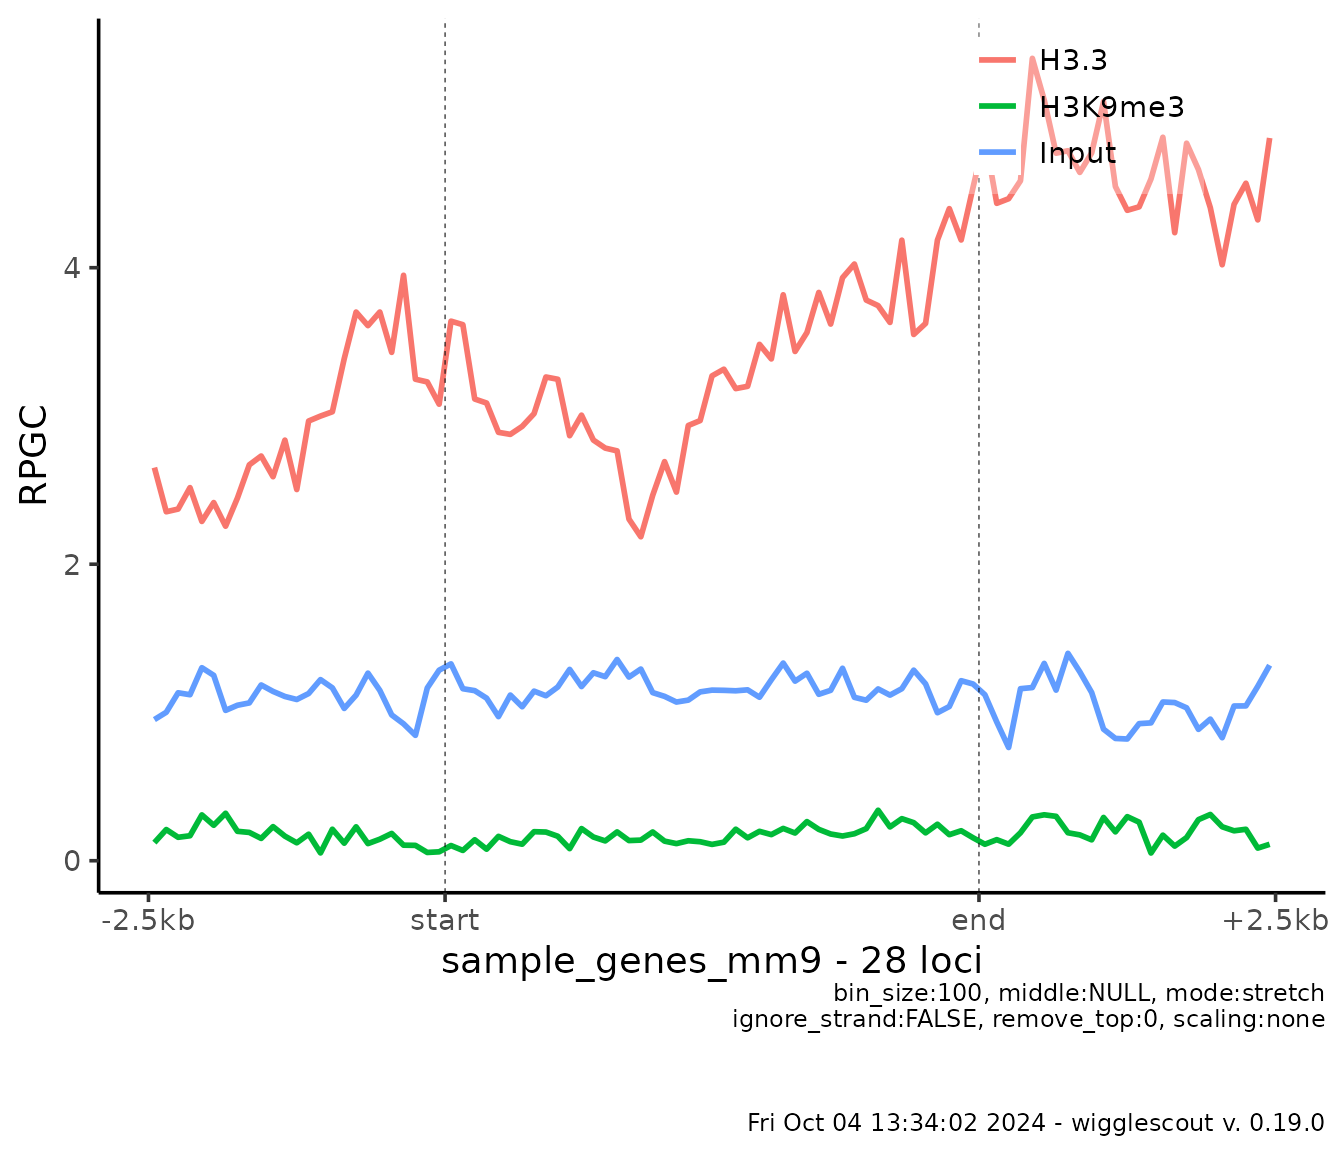 H3.3
H3K9me3
Input
RPGC
4
2
0
-2.5kb
start
end
+2.5kb
sample_genes_mm9 - 28 loci
bin_size:100, middle:NULL, mode:stretch
ignore_strand:FALSE, remove_top:0, scaling:none
Fri Oct 04 13:34:02 2024 - wigglescout v. 0.19.0